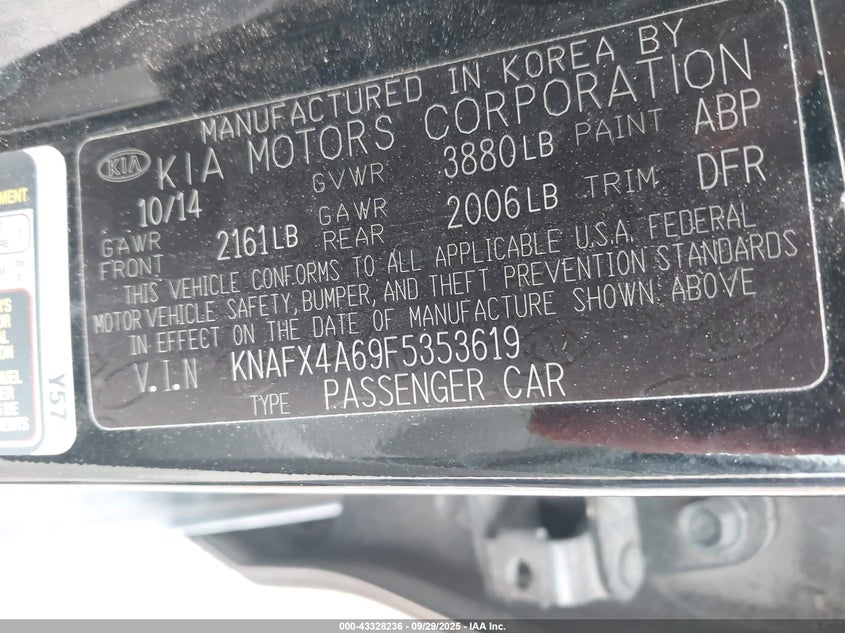 MANUFACTURED IN KOREA BY
KIA KIA MOTORS CORPORATION
10/14 GVWR 3880LB PAINT ABP
GAWR FRONT 2161LB GAWR REAR 2006LB TRIM DFR
THIS VEHICLE CONFORMS TO ALL APPLICABLE U.S.A. FEDERAL
MOTOR VEHICLE SAFETY, BUMPER, AND THEFT PREVENTION STANDARDS
IN EFFECT ON THE DATE OF MANUFACTURE SHOWN ABOVE
V.I.N KNAFX4A69F5353619
TYPE PASSENGER CAR
Y57
000-43328236 - 09/29/2025 - IAA Inc.